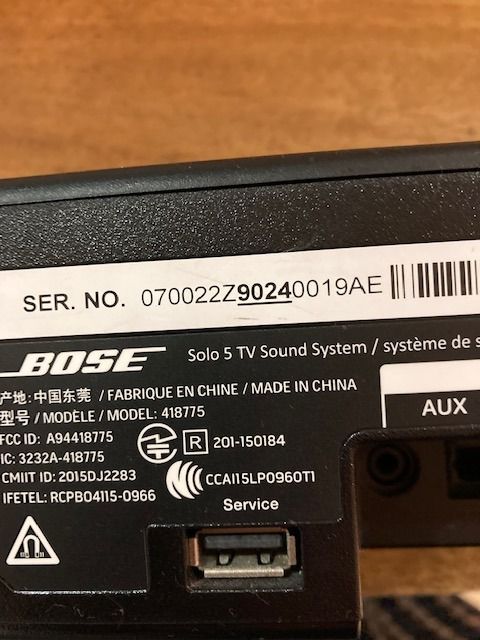 SER. NO. 070022Z90240019AE
BOSE Solo 5 TV Sound System / système de
产地: 中国东莞 / FABRIQUE EN CHINE / MADE IN CHINA
型号 / MODÈLE / MODEL: 418775
FCC ID: A94418775
IC: 3232A-418775
CMIIT ID: 2015DJ2283
IFETEL: RCPBO4115-0966
R 201-150184
CCAI15LP0960T1
Service
AUX